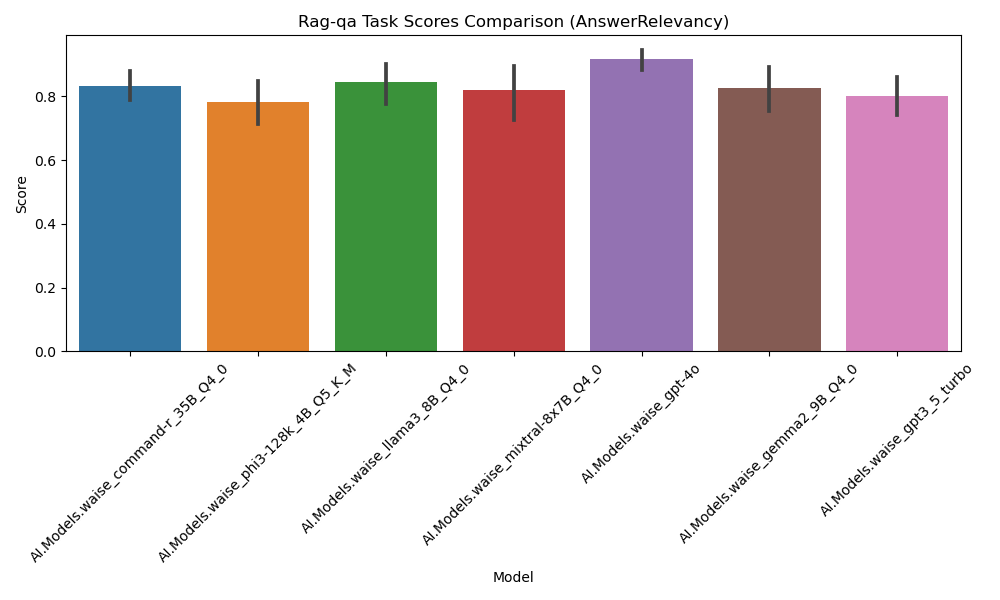 Rag-qa Task Scores Comparison (AnswerRelevancy)
Score
0.8
0.6
0.4
0.2
0.0
AI.Models.waise_command-r_35B_Q4_0
AI.Models.waise_phi3-128K_4B_Q5_K_M
AI.Models.waise_llama3_8B_Q4_0
AI.Models.waise_mixtral-8x7B_Q4_0
AI.Models.waise_gpt-4o
AI.Models.waise_gemma2_9B_Q4_0
AI.Models.waise_gpt3_5_turbo
Model